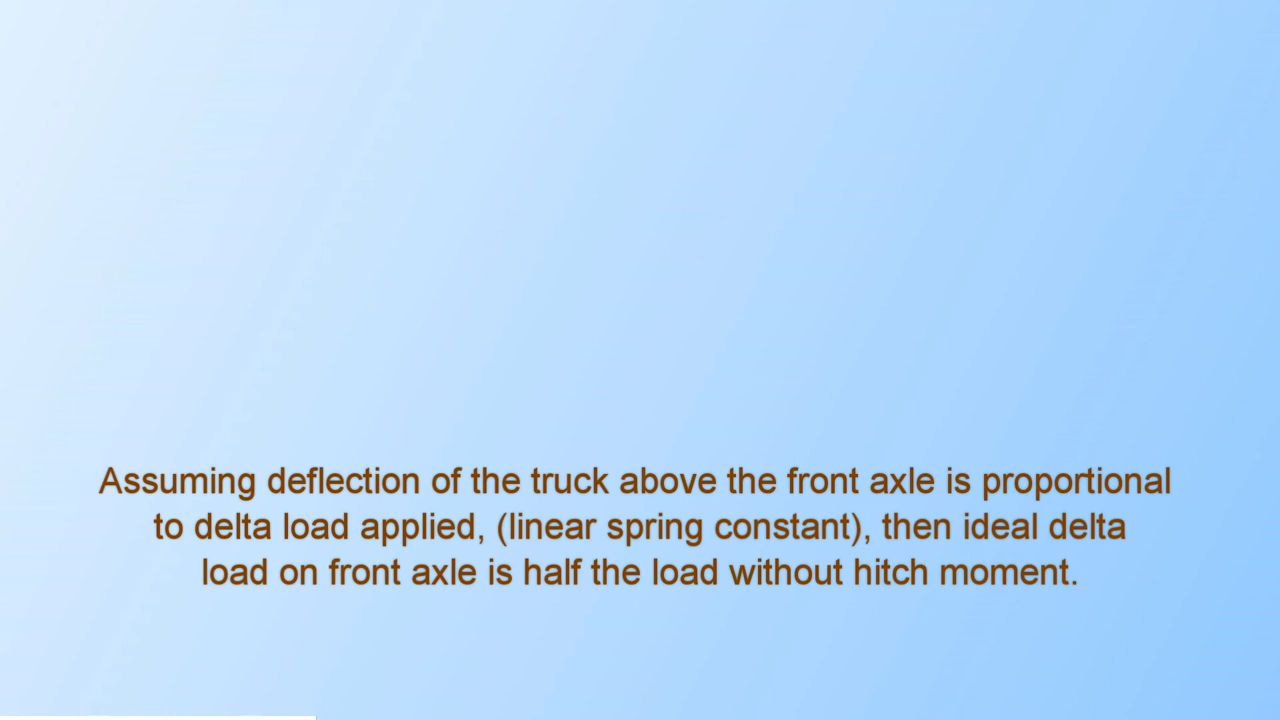 Assuming deflection of the truck above the front axle is proportional
to delta load applied, (linear spring constant), then ideal delta
load on front axle is half the load without hitch moment.